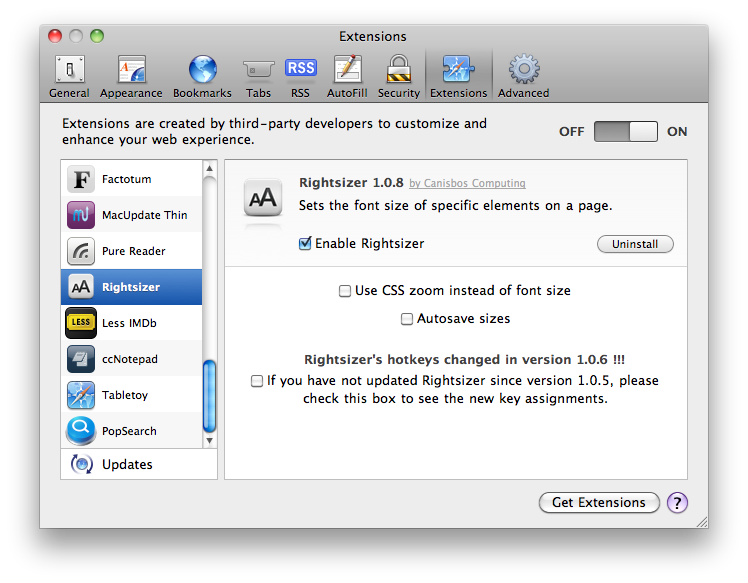 Extensions
General Appearance Bookmarks Tabs RSS RSS AutoFill Security Extensions Advanced
Extensions are created by third-party developers to customize and
enhance your web experience.
OFF ON
F Factotum
mU MacUpdate Thin
Pure Reader
AA Rightsizer
LESS Less IMDb
ccNotepad
Tabletoy
PopSearch
Updates
AA
Rightsizer 1.0.8 by Canisbos Computing
Sets the font size of specific elements on a page.
Enable Rightsizer
Uninstall
Use CSS zoom instead of font size
Autosave sizes
Rightsizer's hotkeys changed in version 1.0.6 !!!
If you have not updated Rightsizer since version 1.0.5, please
check this box to see the new key assignments.
Get Extensions ?